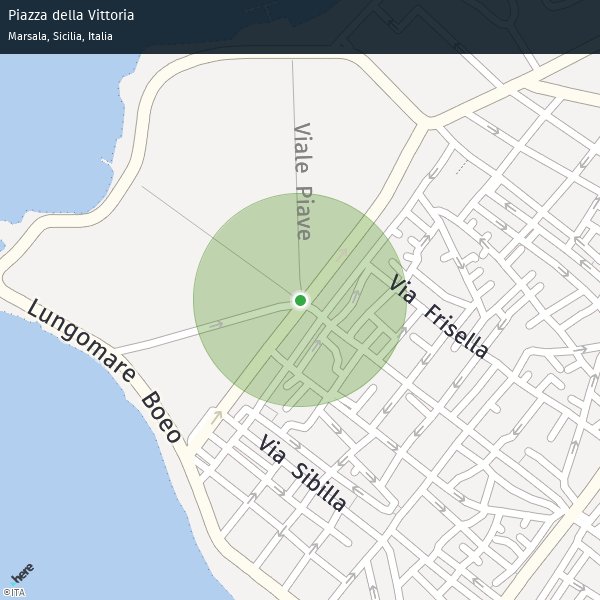 Piazza della Vittoria
Marsala, Sicilia, Italia
Viale Piave
Via Frisella
Lungomare Boeo
Via Sibilla
here
©ITA